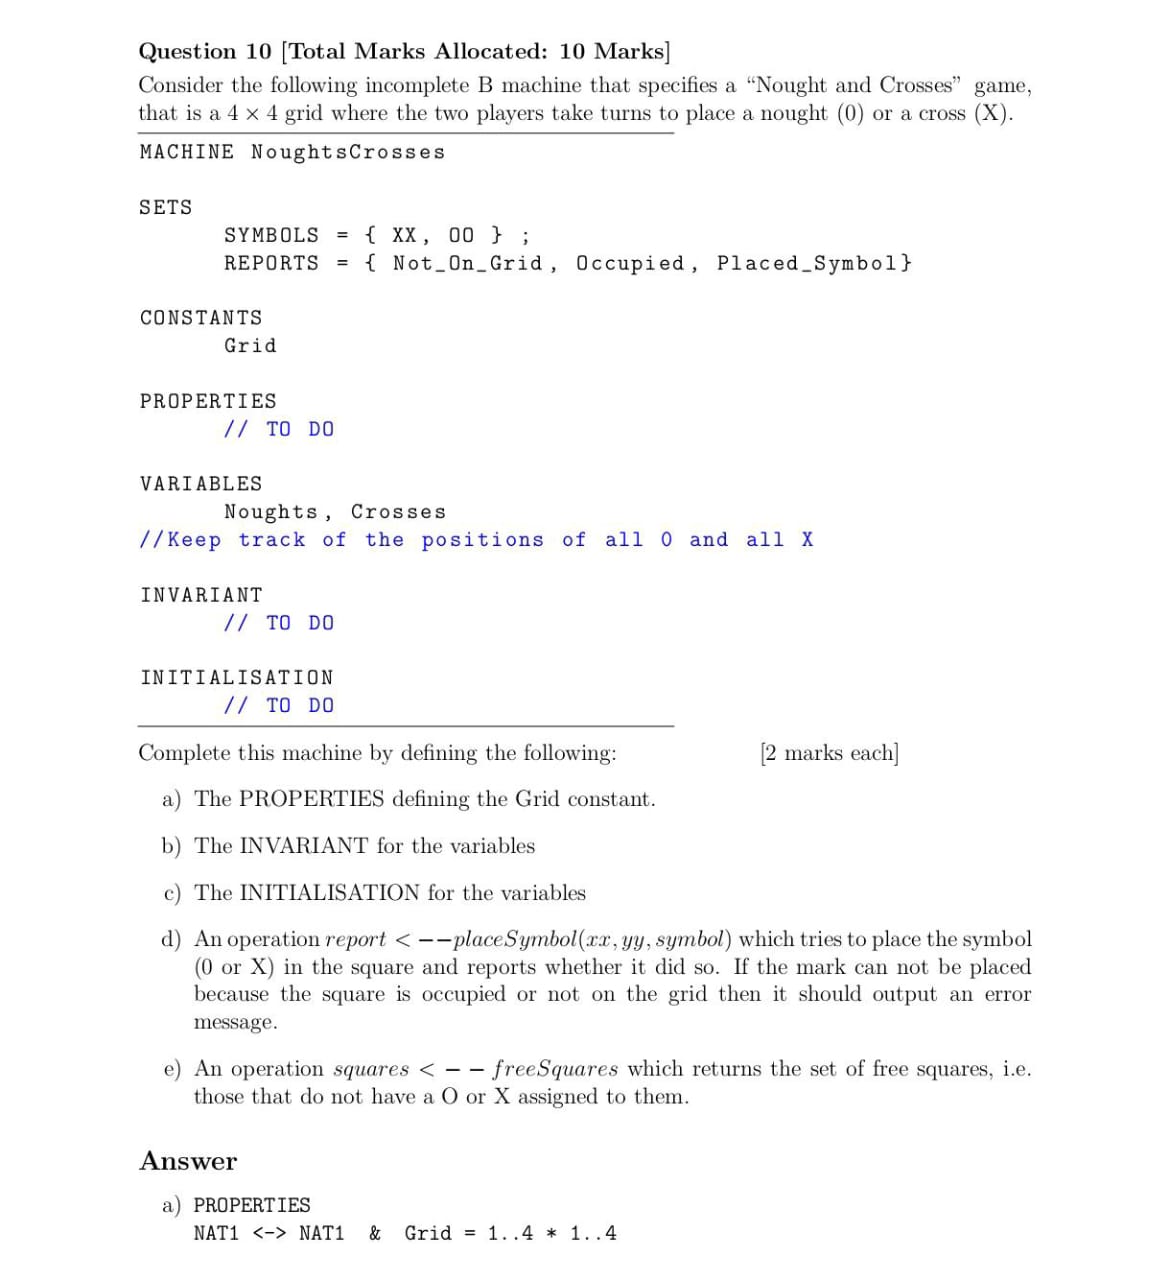 Question 10 [Total Marks Allocated: 10 Marks]
Consider the following incomplete B machine that specifies a “Nought and Crosses” game,
that is a 4 × 4 grid where the two players take turns to place a nought (0) or a cross (X).
MACHINE NoughtsCrosses
SETS
SYMBOLS = { XX, OO } ;
REPORTS = { Not_On_Grid, Occupied, Placed_Symbol}
CONSTANTS
Grid
PROPERTIES
// TO DO
VARIABLES
Noughts, Crosses
//Keep track of the positions of all O and all X
INVARIANT
// TO DO
INITIALISATION
// TO DO
Complete this machine by defining the following: [2 marks each]
a) The PROPERTIES defining the Grid constant.
b) The INVARIANT for the variables
c) The INITIALISATION for the variables
d) An operation report < −−placeSymbol(xx, yy, symbol) which tries to place the symbol
(0 or X) in the square and reports whether it did so. If the mark can not be placed
because the square is occupied or not on the grid then it should output an error
message.
e) An operation squares < − − freeSquares which returns the set of free squares, i.e.
those that do not have a O or X assigned to them.
Answer
a) PROPERTIES
NAT1 <-> NAT1 & Grid = 1..4 * 1..4